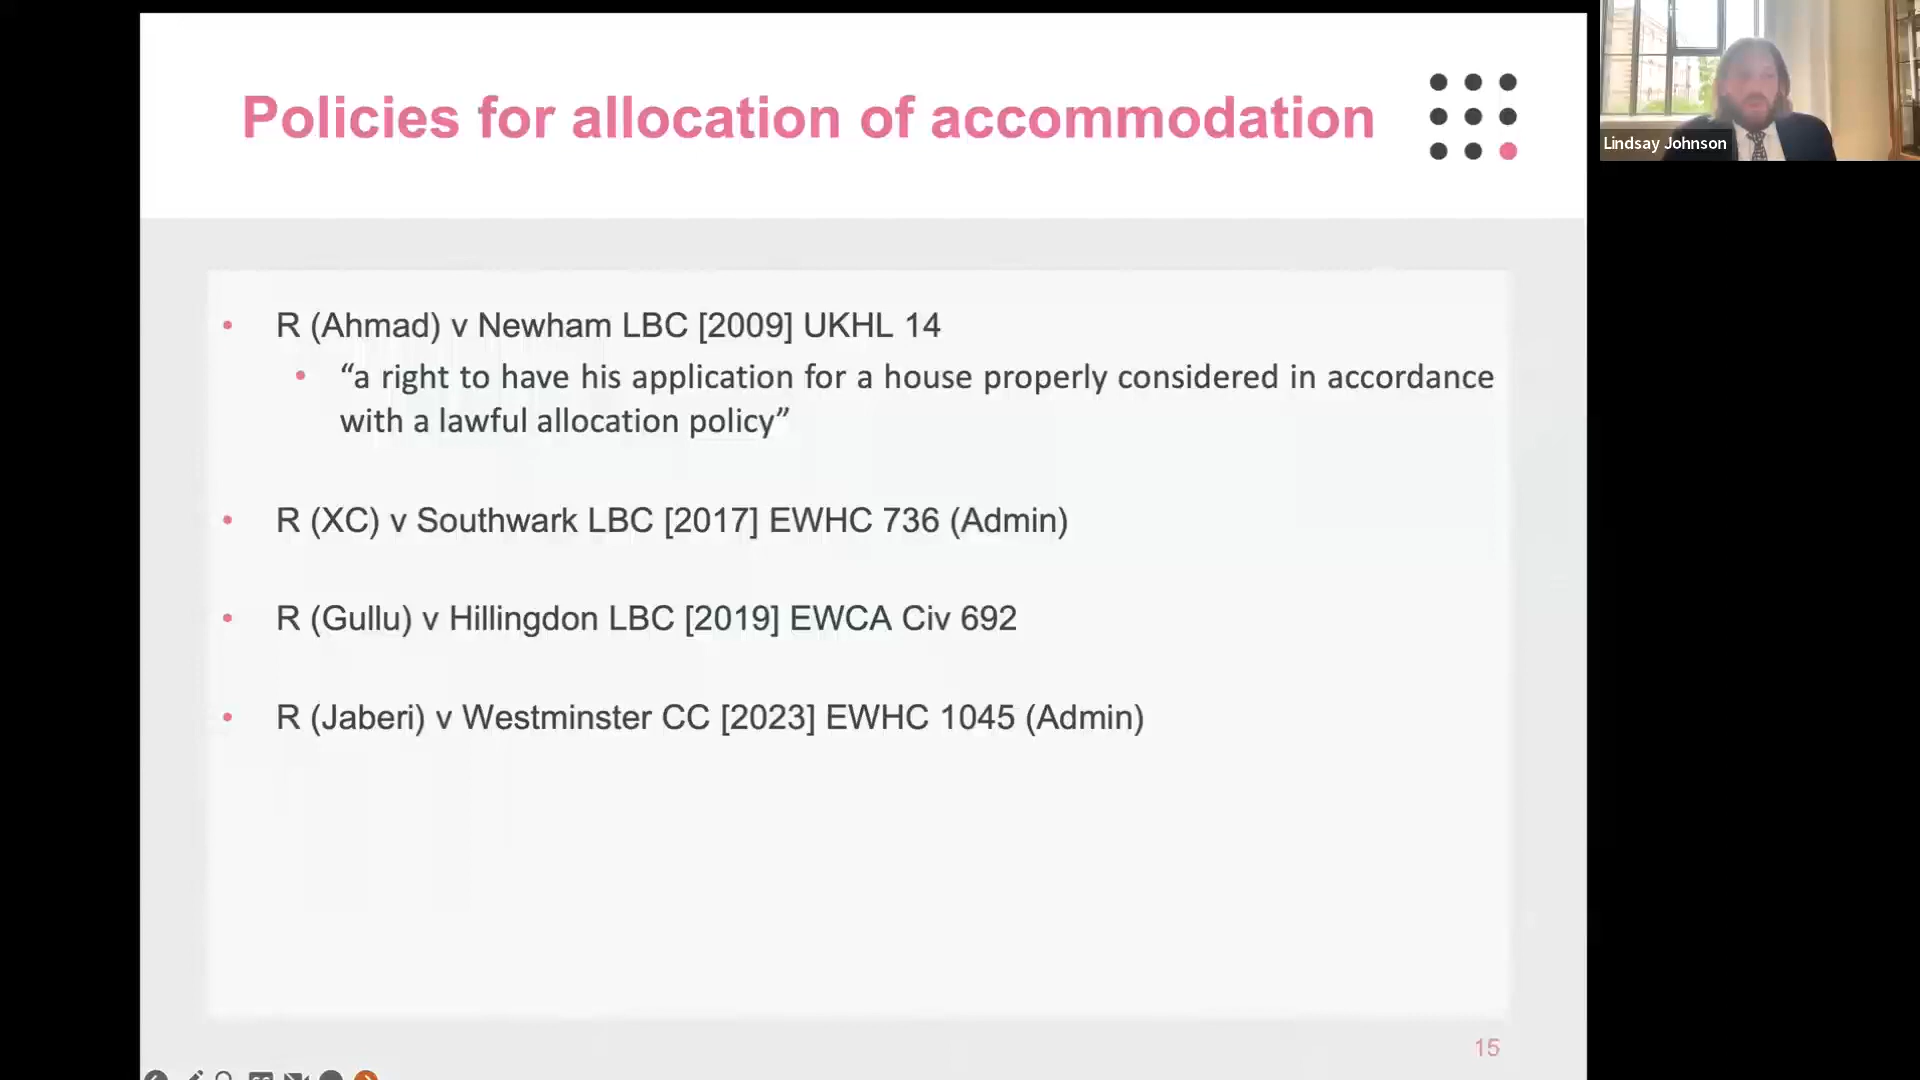 Policies for allocation of accommodation
Lindsay Johnson
• R (Ahmad) v Newham LBC [2009] UKHL 14
• “a right to have his application for a house properly considered in accordance
with a lawful allocation policy”
• R (XC) v Southwark LBC [2017] EWHC 736 (Admin)
• R (Gullu) v Hillingdon LBC [2019] EWCA Civ 692
• R (Jaberi) v Westminster CC [2023] EWHC 1045 (Admin)
15